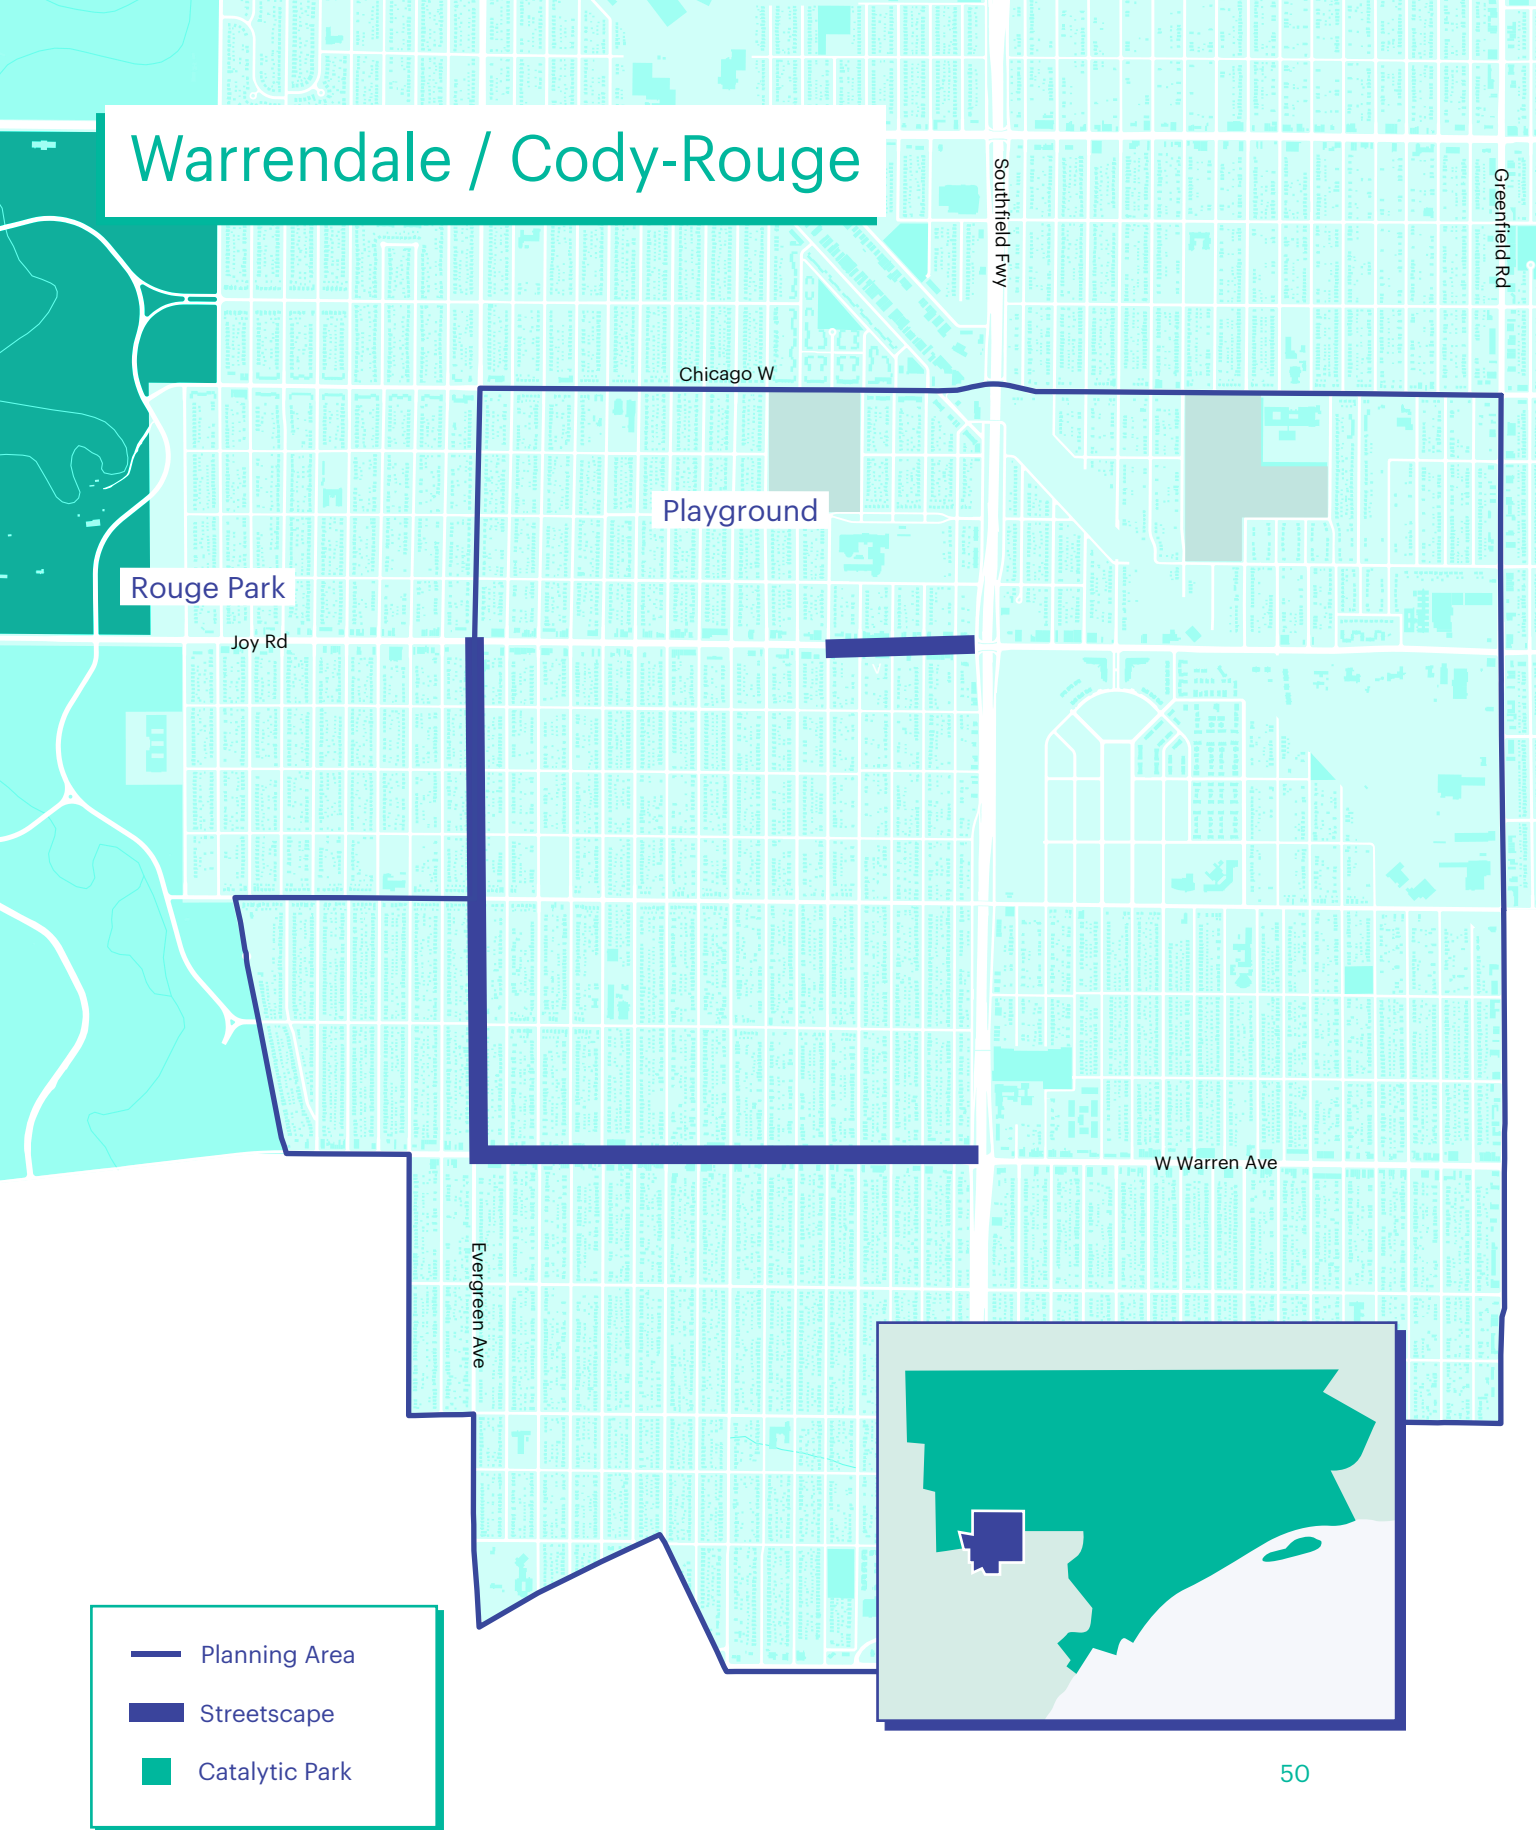 Warrendale / Cody-Rouge
Southfield Fwy
Greenfield Rd
Chicago W
Playground
Rouge Park
Joy Rd
W Warren Ave
Evergreen Ave
Planning Area
Streetscape
Catalytic Park
50